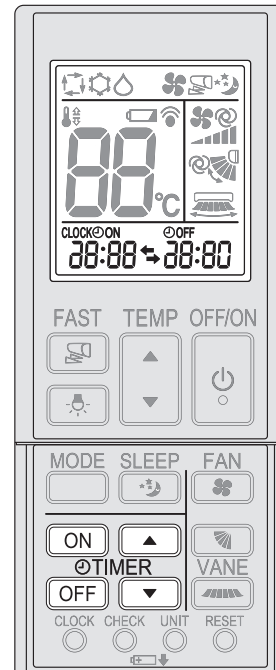 88°C
CLOCK ON OFF
88:88 88:80
FAST TEMP OFF/ON
MODE SLEEP FAN
ON
TIMER VANE
OFF
CLOCK CHECK UNIT RESET